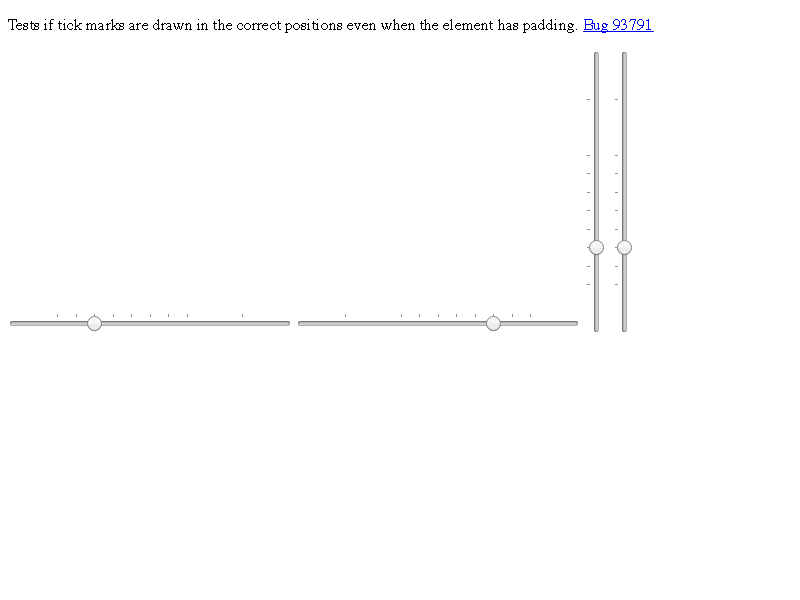 Tests if tick marks are drawn in the correct positions even when the element has padding. Bug 93791